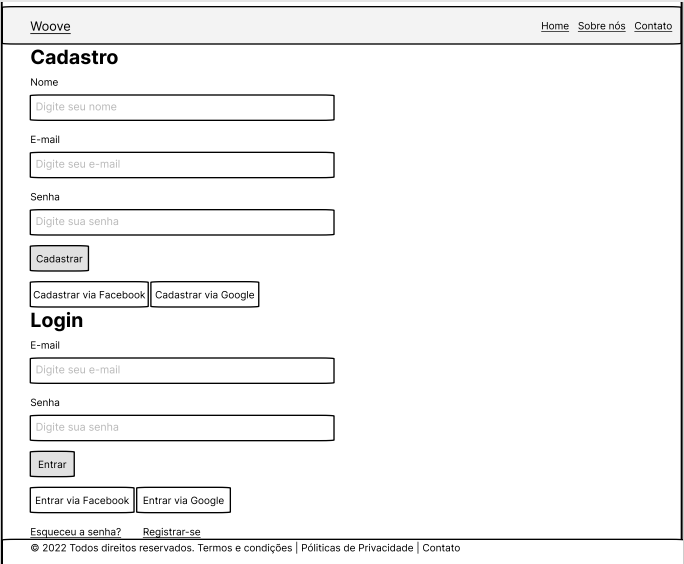 Woove
Home Sobre nós Contato
Cadastro
Nome
Digite seu nome
E-mail
Digite seu e-mail
Senha
Digite sua senha
Cadastrar
Cadastrar via Facebook Cadastrar via Google
Login
E-mail
Digite seu e-mail
Senha
Digite sua senha
Entrar
Entrar via Facebook Entrar via Google
Esqueceu a senha? Registrar-se
© 2022 Todos direitos reservados. Termos e condições | Póliticas de Privacidade | Contato